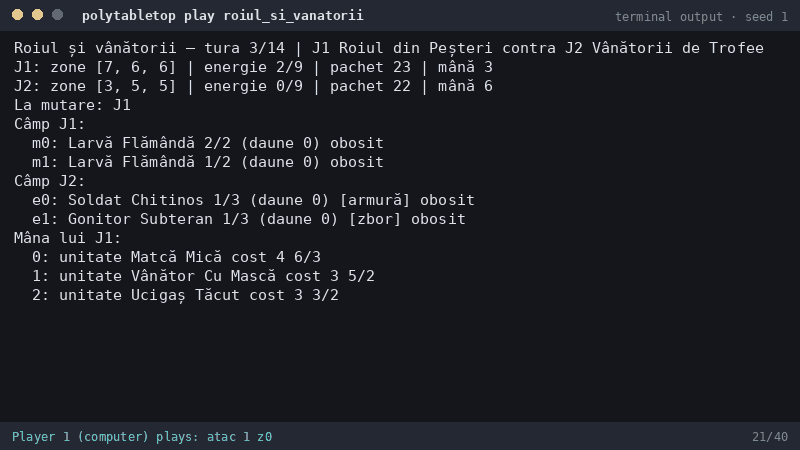 polytabletop play roiul_si_vanatorii
terminal output · seed 1
Roiul și vânătorii — tura 3/14 | J1 Roiul din Peșteri contra J2 Vânătorii de Trofee
J1: zone [7, 6, 6] | energie 2/9 | pachet 23 | mână 3
J2: zone [3, 5, 5] | energie 0/9 | pachet 22 | mână 6
La mutare: J1
Câmp J1:
m0: Larvă Flămândă 2/2 (daune 0) obosit
m1: Larvă Flămândă 1/2 (daune 0) obosit
Câmp J2:
e0: Soldat Chitinos 1/3 (daune 0) [armură] obosit
e1: Gonitor Subteran 1/3 (daune 0) [zbor] obosit
Mâna lui J1:
0: unitate Matcă Mică cost 4 6/3
1: unitate Vânător Cu Mască cost 3 5/2
2: unitate Ucigaș Tăcut cost 3 3/2
Player 1 (computer) plays: atac 1 z0
21/40